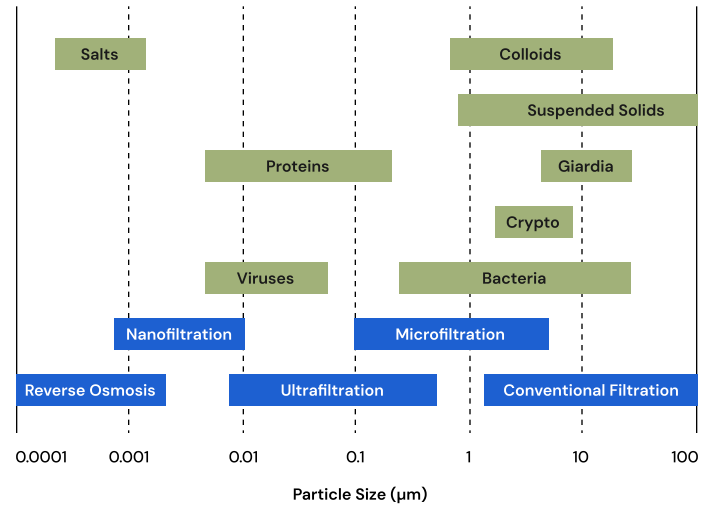 Salts
Colloids
Suspended Solids
Proteins
Giardia
Crypto
Viruses
Bacteria
Nanofiltration
Microfiltration
Reverse Osmosis
Ultrafiltration
Conventional Filtration
0.0001 0.001 0.01 0.1 1 10 100
Particle Size (μm)